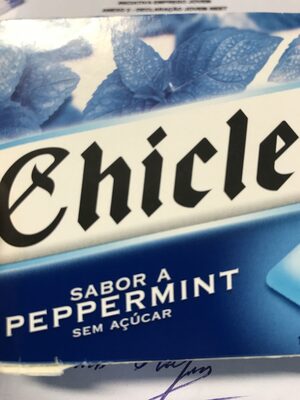 Chicle
SABOR A
PEPPERMINT
SEM AÇÚCAR